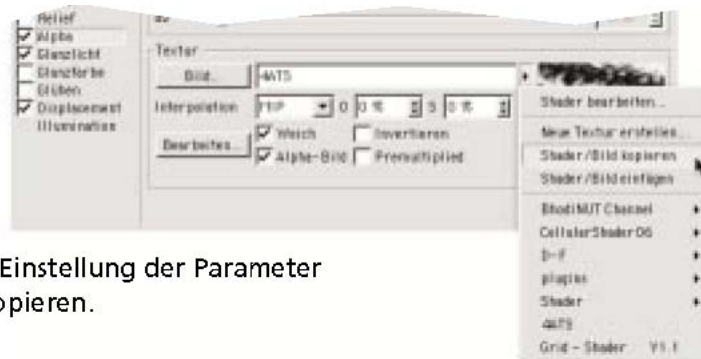 Relief
Alpha
Glanzlicht
Glanzfarbe
Glühen
Displacement
Illumination
Textur
Bild...
4ATS
Interpolation
MIP
0
0 %
S
0 %
Bearbeiten...
Weich
Invertieren
Alpha-Bild
Premultiplied
Shader bearbeiten...
Neue Textur erstellen...
Shader/Bild kopieren
Shader/Bild einfügen
BhodiNUT Channel
CellularShader06
D-F
plugins
Shader
4ATS
Grid - Shader V1.1
Einstellung der Parameter
opieren.